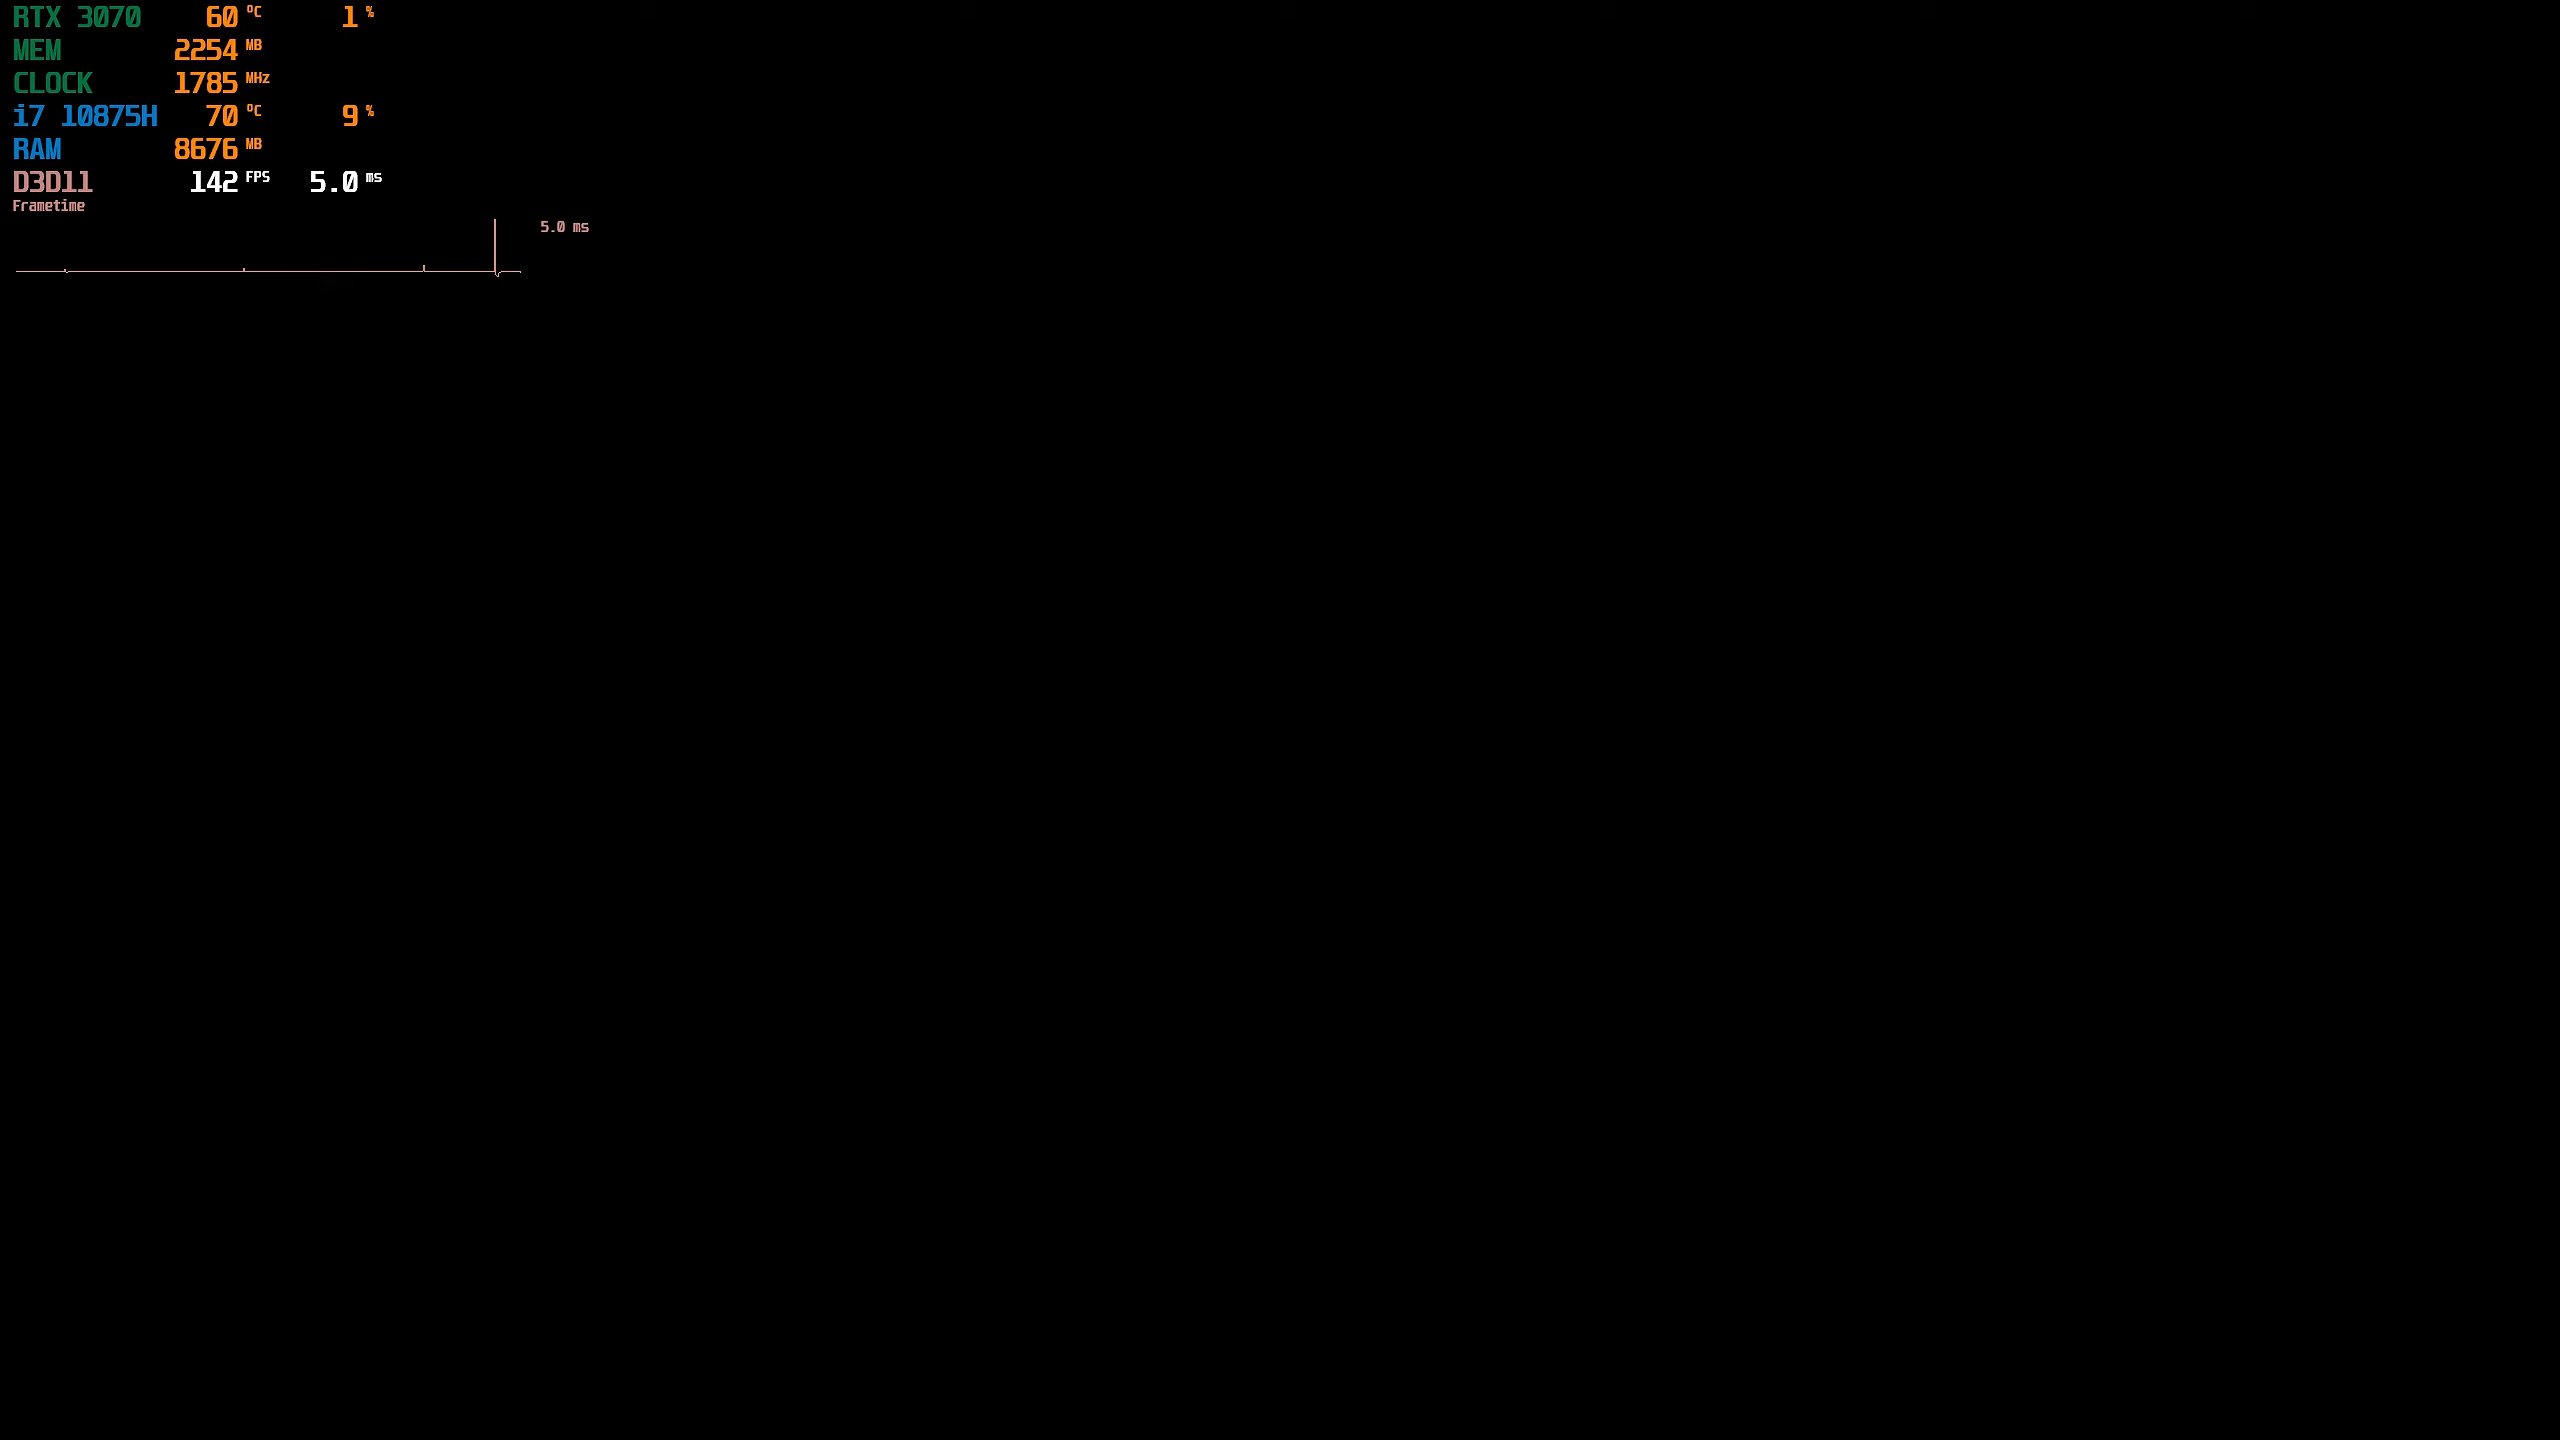 RTX 3070 60 °C 1 %
MEM 2254 MB
CLOCK 1785 MHz
i7 10875H 70 °C 9 %
RAM 8676 MB
D3D11 142 FPS 5.0 ms
Frametime
5.0 ms